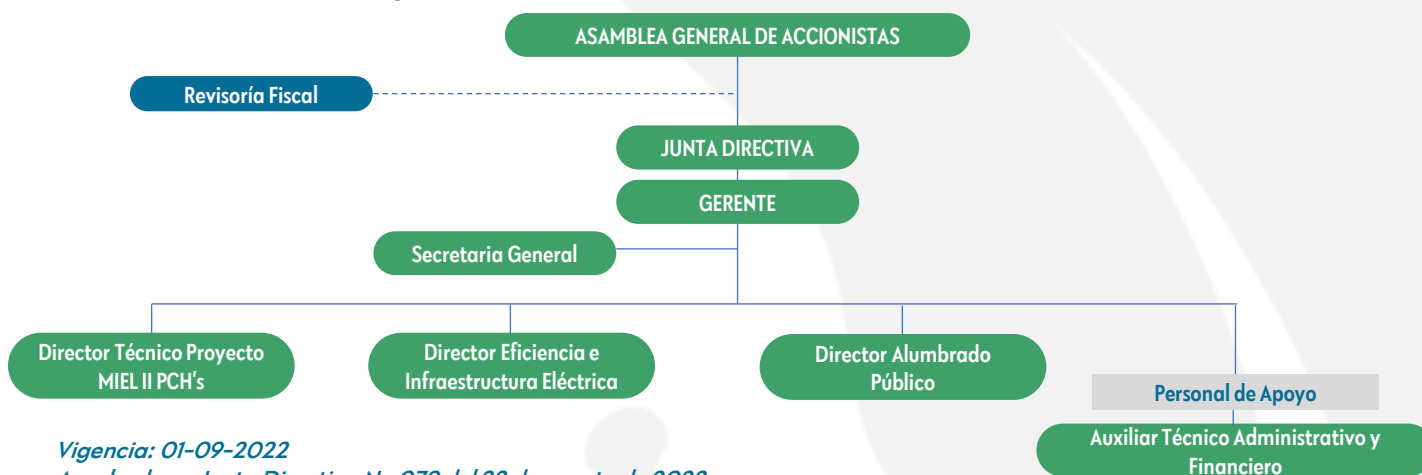 ASAMBLEA GENERAL DE ACCIONISTAS
Revisoría Fiscal
JUNTA DIRECTIVA
GERENTE
Secretaria General
Director Técnico Proyecto
MIEL II PCH's
Director Eficiencia e
Infraestructura Eléctrica
Director Alumbrado
Público
Personal de Apoyo
Auxiliar Técnico Administrativo y
Financiero
Vigencia: 01-09-2022